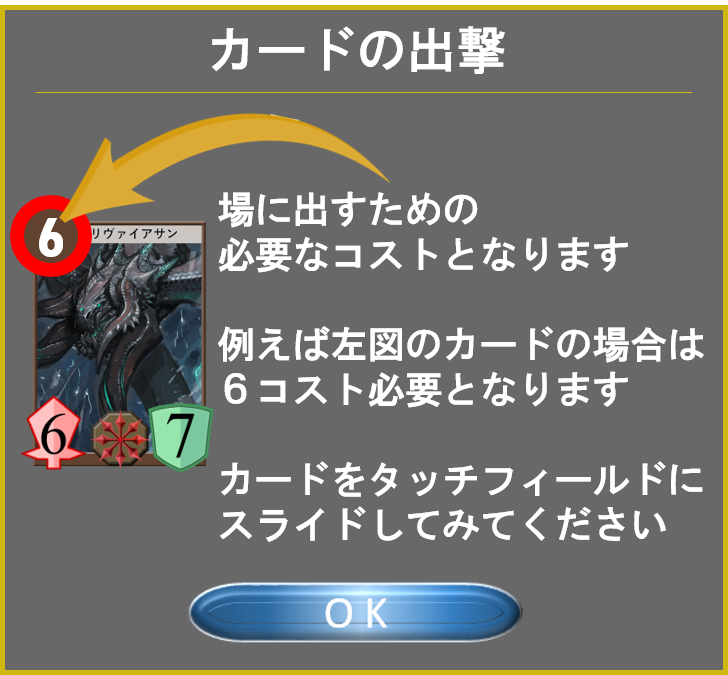 カードの出撃
場に出すための
必要なコストとなります
6
リヴァイアサン
例えば左図のカードの場合は
６コスト必要となります
6
7
カードをタッチフィールドに
スライドしてみてください
OK